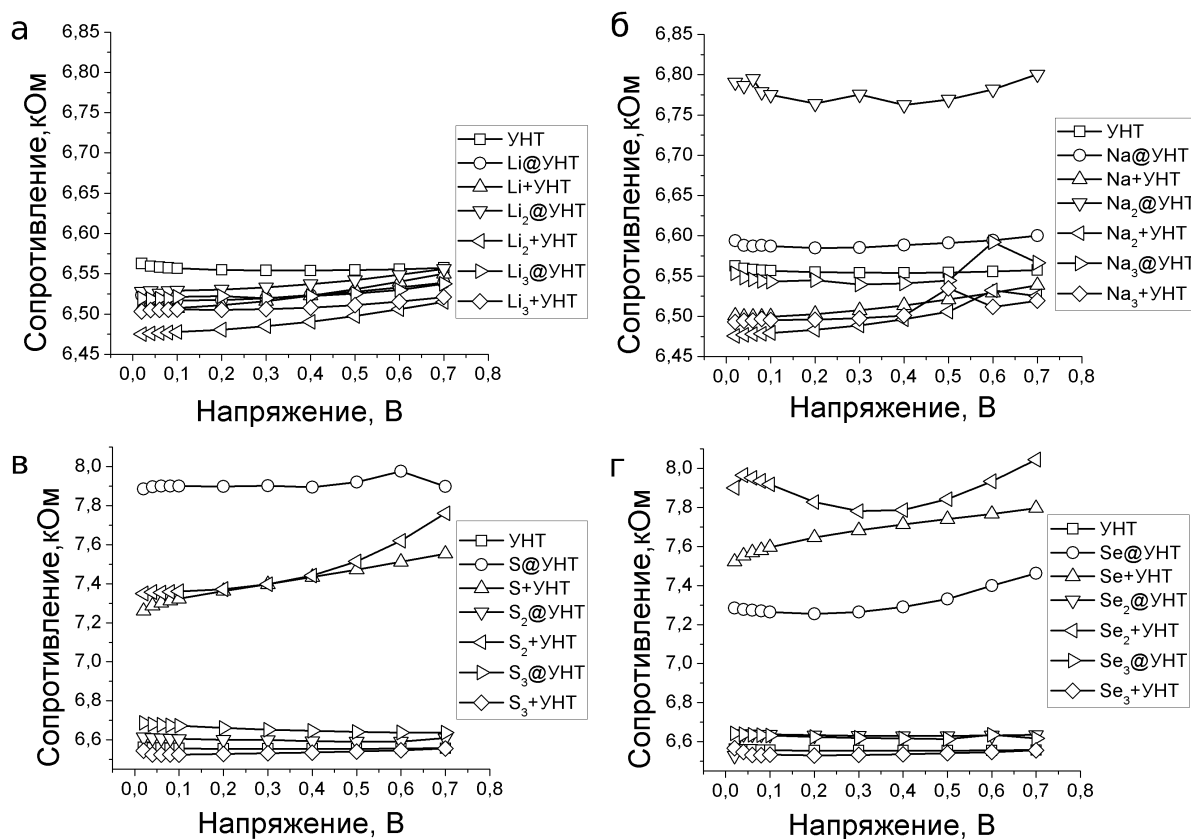 а
Сопротивление,кОм
6,85
6,80
6,75
6,70
6,65
6,60
6,55
6,50
6,45
0,0 0,1 0,2 0,3 0,4 0,5 0,6 0,7 0,8
Напряжение, В
УНТ
Li@УНТ
Li+УНТ
Li₂@УНТ
Li₂+УНТ
Li₃@УНТ
Li₃+УНТ
б
Сопротивление,кОм
6,85
6,80
6,75
6,70
6,65
6,60
6,55
6,50
6,45
0,0 0,1 0,2 0,3 0,4 0,5 0,6 0,7 0,8
Напряжение, В
УНТ
Na@УНТ
Na+УНТ
Na₂@УНТ
Na₂+УНТ
Na₃@УНТ
Na₃+УНТ
в
Сопротивление,кОм
8,0
7,8
7,6
7,4
7,2
7,0
6,8
6,6
0,0 0,1 0,2 0,3 0,4 0,5 0,6 0,7 0,8
Напряжение, В
УНТ
S@УНТ
S+УНТ
S₂@УНТ
S₂+УНТ
S₃@УНТ
S₃+УНТ
г
Сопротивление,кОм
8,0
7,8
7,6
7,4
7,2
7,0
6,8
6,6
0,0 0,1 0,2 0,3 0,4 0,5 0,6 0,7 0,8
Напряжение, В
УНТ
Se@УНТ
Se+УНТ
Se₂@УНТ
Se₂+УНТ
Se₃@УНТ
Se₃+УНТ